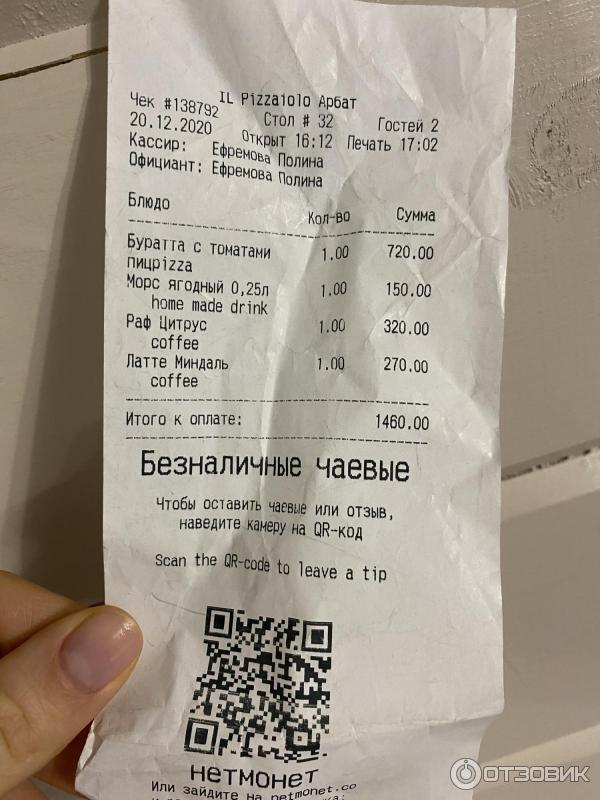 IL Pizzaiolo Арбат
Чек #138792 Стол # 32 Гостей 2
20.12.2020 Открыт 16:12 Печать 17:02
Кассир: Ефремова Полина
Официант: Ефремова Полина
Блюдо Кол-во Сумма
Буратта с томатами 1.00 720.00
пицpizza
Морс ягодный 0,25л 1.00 150.00
home made drink
Раф Цитрус 1.00 320.00
coffee
Латте Миндаль 1.00 270.00
coffee
Итого к оплате: 1460.00
Безналичные чаевые
Чтобы оставить чаевые или отзыв,
наведите камеру на QR-код
Scan the QR-code to leave a tip
нетмонет
Или зайдите на netmonet.co
ОТЗОВИК